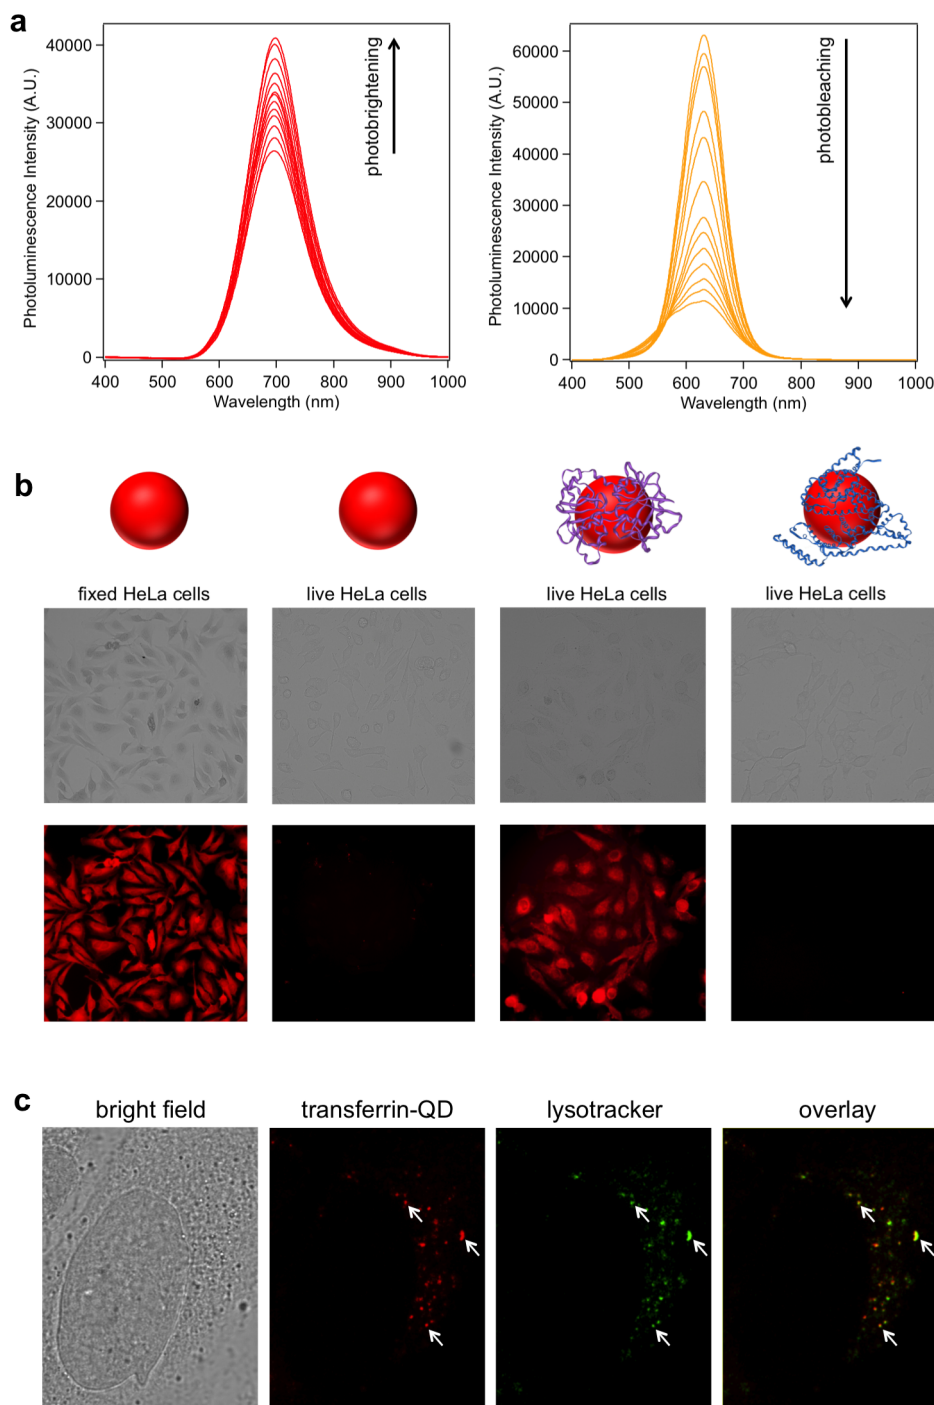 a
Photoluminescence Intensity (A.U.)
40000
30000
20000
10000
0
photobrightening
400 500 600 700 800 900 1000
Wavelength (nm)
Photoluminescence Intensity (A.U.)
60000
50000
40000
30000
20000
10000
0
photobleaching
400 500 600 700 800 900 1000
Wavelength (nm)
b
fixed HeLa cells
live HeLa cells
live HeLa cells
live HeLa cells
c
bright field
transferrin-QD
lysotracker
overlay